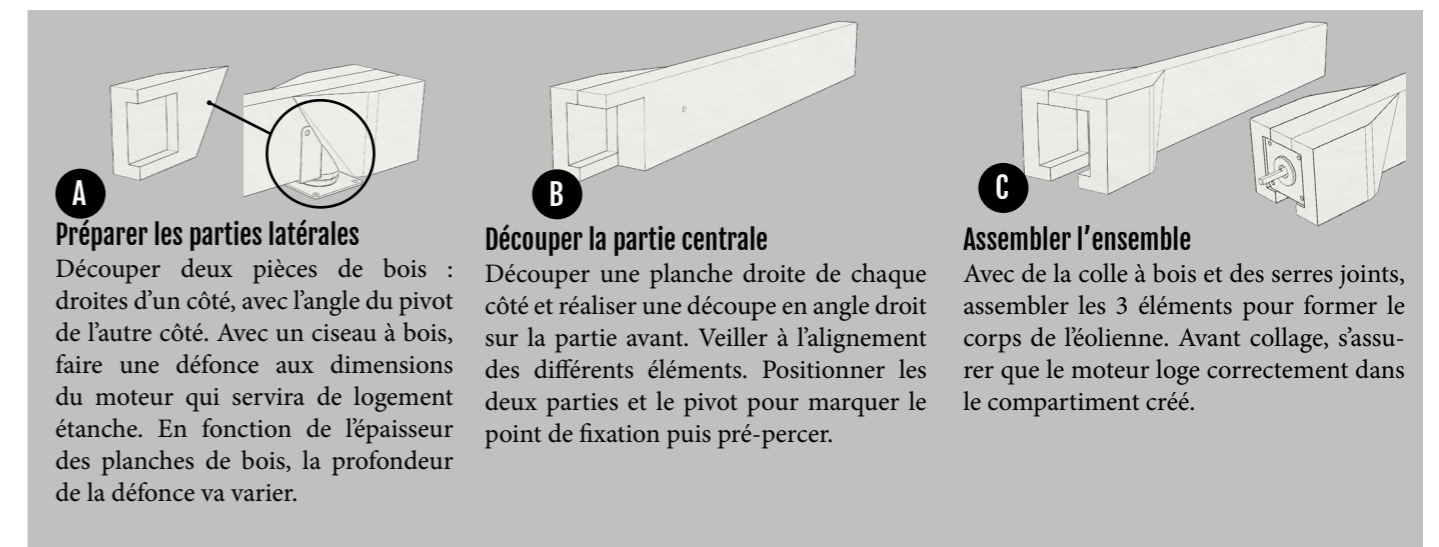 A
Préparer les parties latérales
Découper deux pièces de bois :
droites d’un côté, avec l’angle du pivot
de l’autre côté. Avec un ciseau à bois,
faire une défonce aux dimensions
du moteur qui servira de logement
étanche. En fonction de l’épaisseur
des planches de bois, la profondeur
de la défonce va varier.
B
Découper la partie centrale
Découper une planche droite de chaque
côté et réaliser une découpe en angle droit
sur la partie avant. Veiller à l’alignement
des différents éléments. Positionner les
deux parties et le pivot pour marquer le
point de fixation puis pré-percer.
C
Assembler l’ensemble
Avec de la colle à bois et des serres joints,
assembler les 3 éléments pour former le
corps de l’éolienne. Avant collage, s’assu-
rer que le moteur loge correctement dans
le compartiment créé.